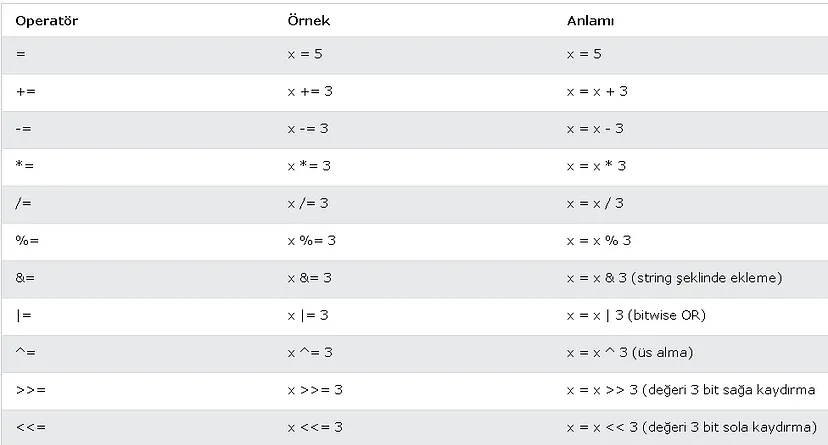 Operatör Örnek Anlamı
= x = 5 x = 5
+= x += 3 x = x + 3
-= x -= 3 x = x - 3
*= x *= 3 x = x * 3
/= x /= 3 x = x / 3
%= x %= 3 x = x % 3
&= x &= 3 x = x & 3 (string şeklinde ekleme)
|= x |= 3 x = x | 3 (bitwise OR)
^= x ^= 3 x = x ^ 3 (üs alma)
>>= x >>= 3 x = x >> 3 (değeri 3 bit sağa kaydırma
<<= x <<= 3 x = x << 3 (değeri 3 bit sola kaydırma)